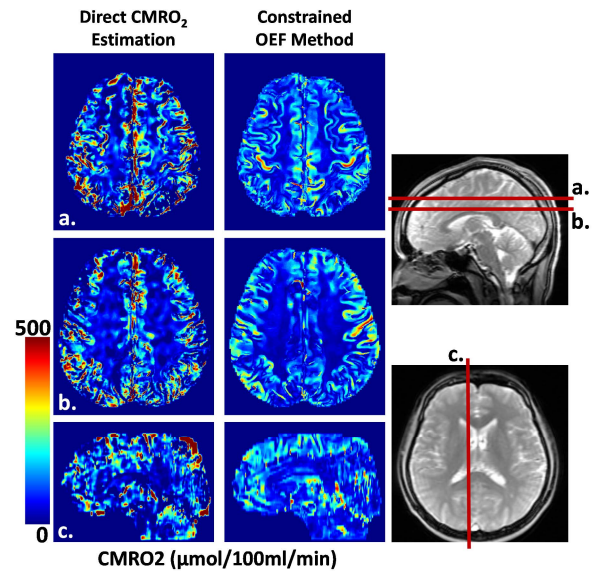 Direct CMRO₂
Estimation
Constrained
OEF Method
a.
a.
b.
500
b.
c.
0
c.
CMRO2 (μmol/100ml/min)